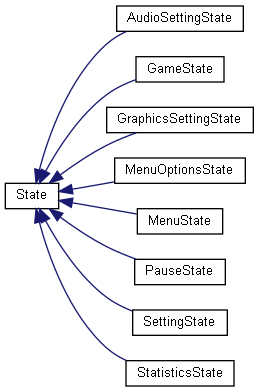 AudioSettingState
GameState
GraphicsSettingState
MenuOptionsState
State
MenuState
PauseState
SettingState
StatisticsState